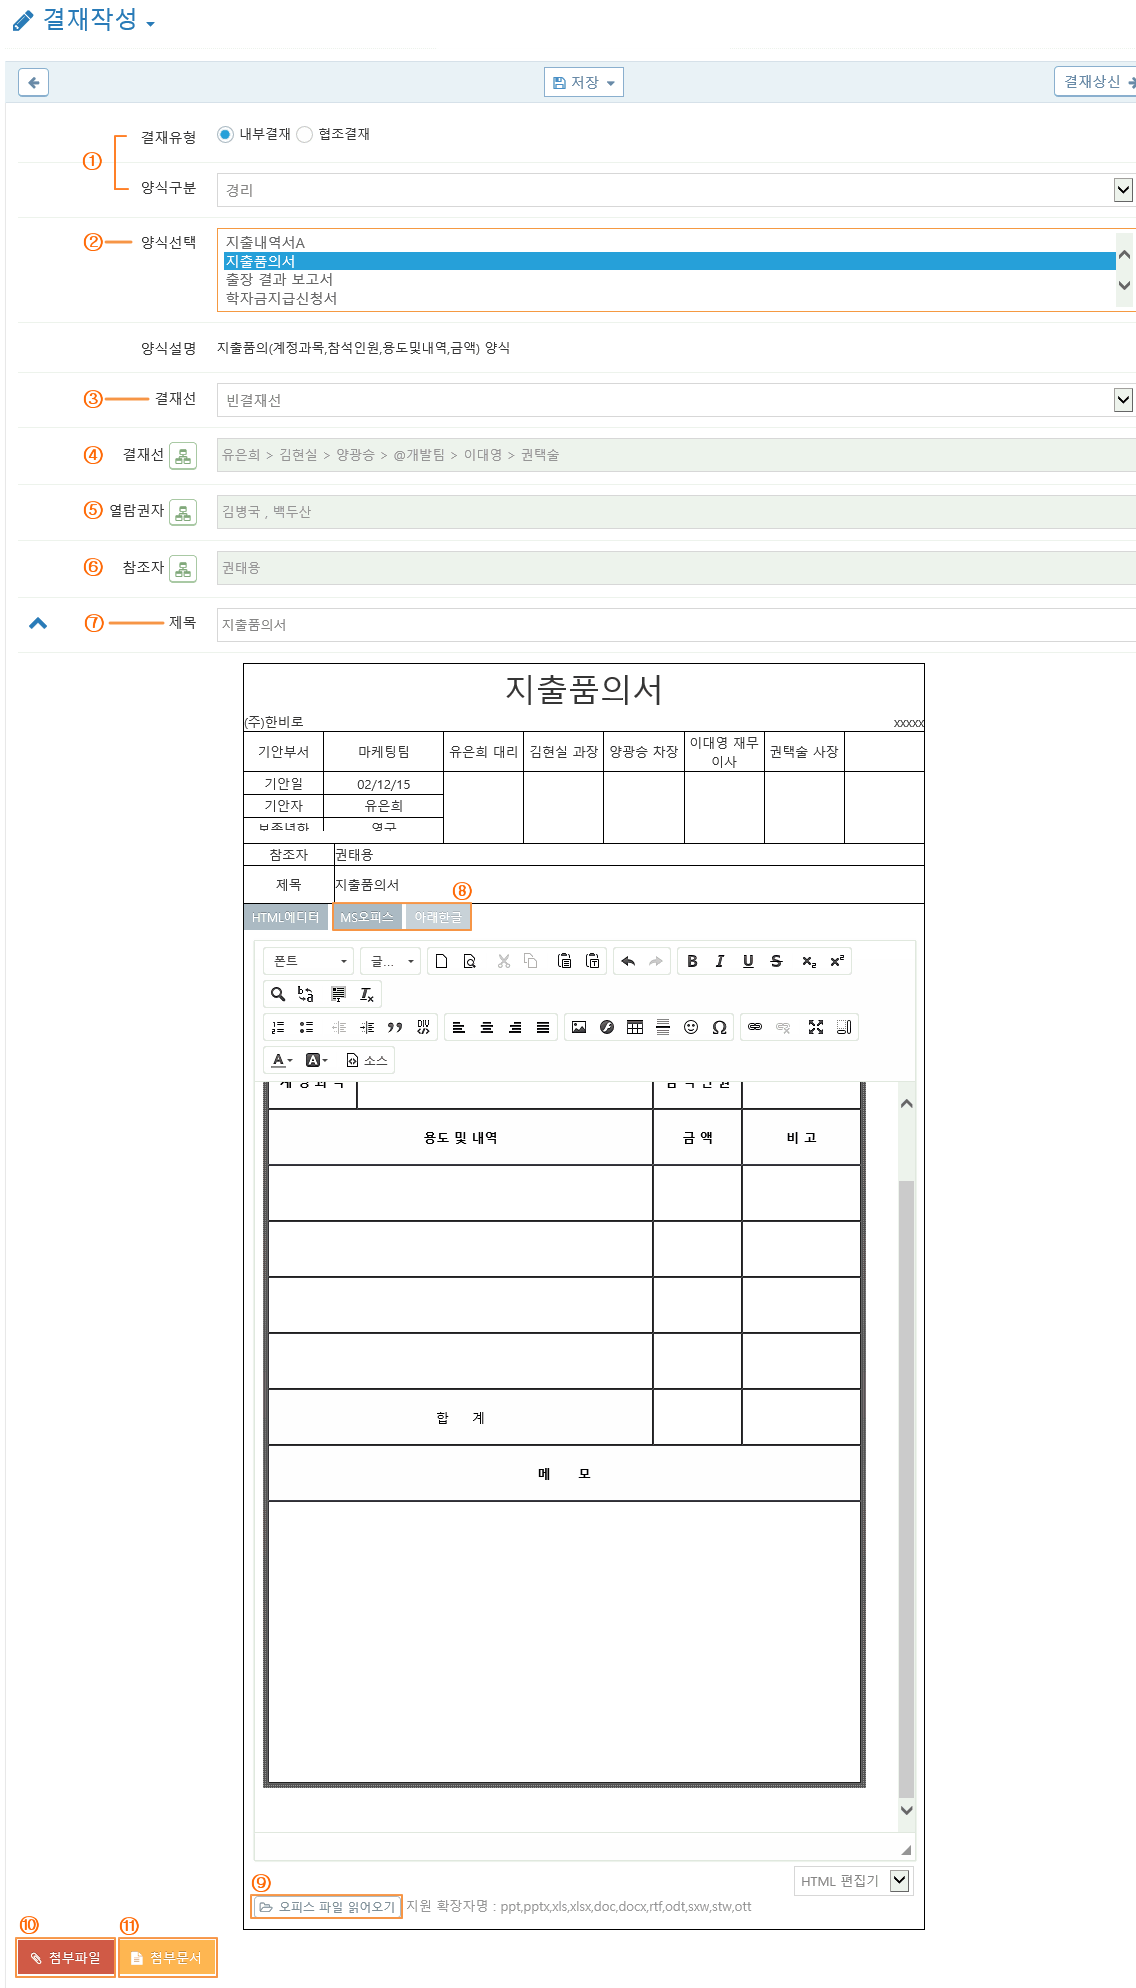 결재작성
저장
결재상신
① 결재유형 내부결재 협조결재
양식구분 경리
② 양식선택 지출내역서A
지출품의서
출장 결과 보고서
학자금지급신청서
양식설명 지출품의(계정과목,참석인원,용도및내역,금액) 양식
③ 결재선 빈결재선
④ 결재선 유은희 > 김현실 > 양광승 > @개발팀 > 이대영 > 권택술
⑤ 열람권자 김병국 , 백두산
⑥ 참조자 권태용
⑦ 제목 지출품의서
지출품의서
(주)한비로 xxxxx
기안부서 마케팅팀 유은희 대리 김현실 과장 양광승 차장 이대영 재무이사 권택술 사장
기안일 02/12/15
기안자 유은희
보존년한 영구
참조자 권태용
제목 지출품의서
⑧
HTML에디터 MS오피스 아래한글
폰트 글...
B I U S x₂ x²
DIV
A A 소스
용도 및 내역 금 액 비 고
합 계
메 모
HTML 편집기
⑨
오피스 파일 읽어오기 지원 확장자명 : ppt,pptx,xls,xlsx,doc,docx,rtf,odt,sxw,stw,ott
⑩ ⑪
첨부파일 첨부문서